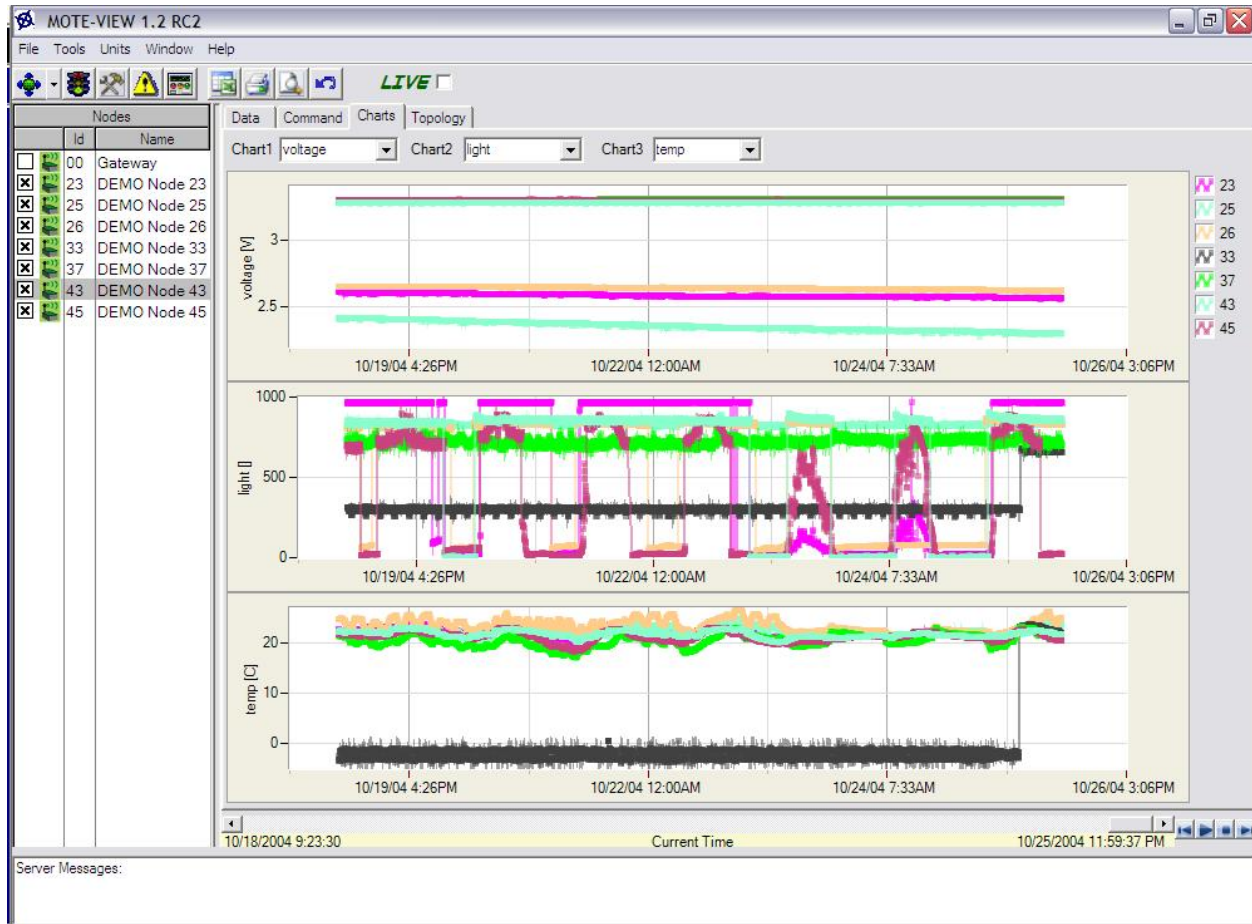 MOTE-VIEW 1.2 RC2
File Tools Units Window Help
LIVE
Nodes
Id Name
00 Gateway
23 DEMO Node 23
25 DEMO Node 25
26 DEMO Node 26
33 DEMO Node 33
37 DEMO Node 37
43 DEMO Node 43
45 DEMO Node 45
Data Command Charts Topology
Chart1 voltage Chart2 light Chart3 temp
voltage [V]
3
2.5
10/19/04 4:26PM 10/22/04 12:00AM 10/24/04 7:33AM 10/26/04 3:06PM
23
25
26
33
37
43
45
light []
1000
500
0
10/19/04 4:26PM 10/22/04 12:00AM 10/24/04 7:33AM 10/26/04 3:06PM
temp [C]
20
10
0
10/19/04 4:26PM 10/22/04 12:00AM 10/24/04 7:33AM 10/26/04 3:06PM
10/18/2004 9:23:30 Current Time 10/25/2004 11:59:37 PM
Server Messages: